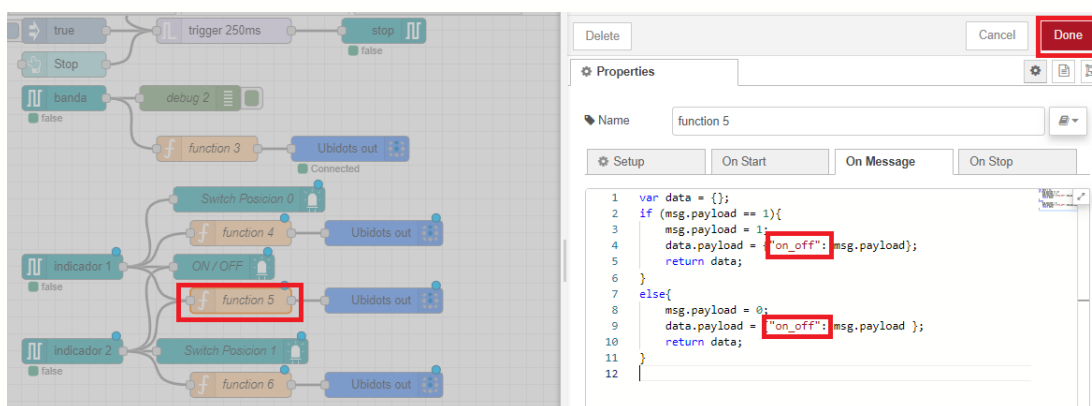 true
trigger 250ms
stop
false
Stop
banda
debug 2
false
function 3
Ubidots out
Connected
Switch Posicion 0
function 4
Ubidots out
indicador 1
ON / OFF
false
function 5
Ubidots out
indicador 2
Switch Posicion 1
false
function 6
Ubidots out
Delete
Cancel
Done
Properties
Name
function 5
Setup
On Start
On Message
On Stop
1 var data = {};
2 if (msg.payload == 1){
3 msg.payload = 1;
4 data.payload = {"on_off": msg.payload};
5 return data;
6 }
7 else{
8 msg.payload = 0;
9 data.payload = {"on_off": msg.payload };
10 return data;
11 }
12